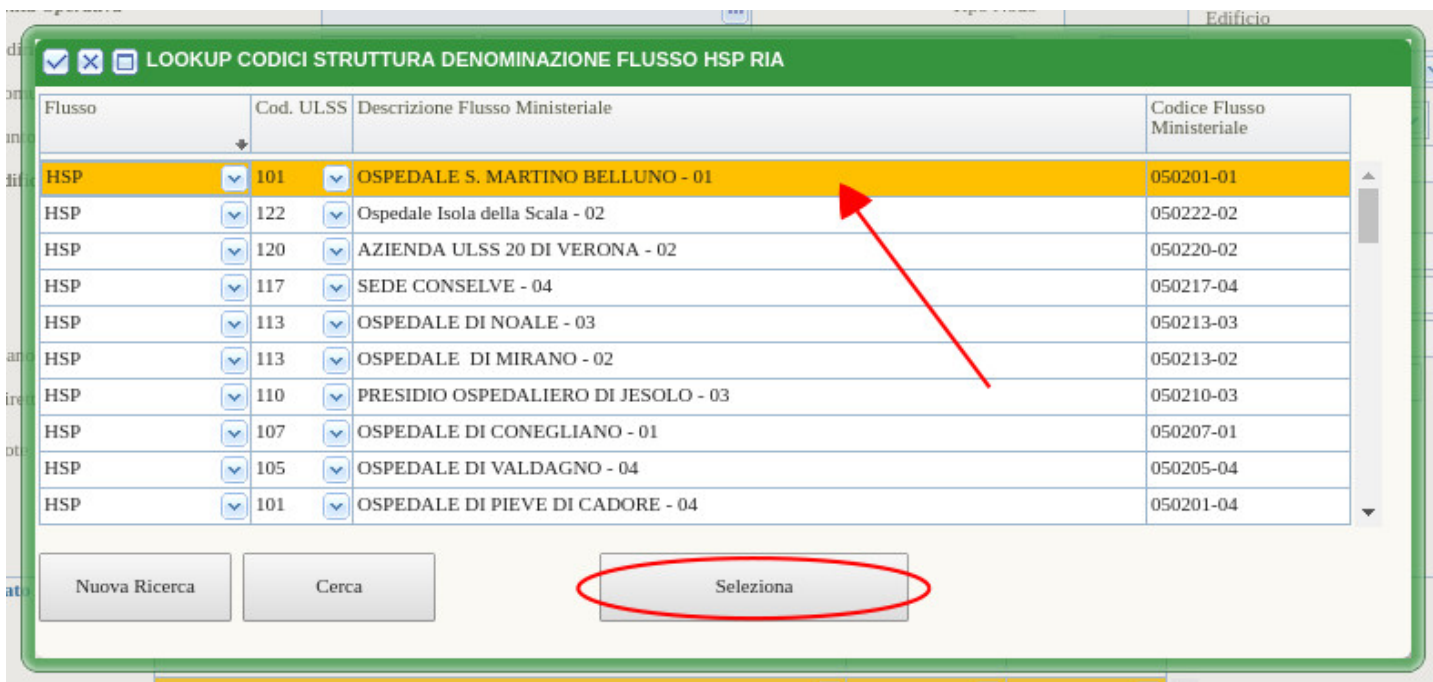 Edificio
LOOKUP CODICI STRUTTURA DENOMINAZIONE FLUSSO HSP RIA
Flusso Cod. ULSS Descrizione Flusso Ministeriale Codice Flusso
Ministeriale
HSP 101 OSPEDALE S. MARTINO BELLUNO - 01 050201-01
HSP 122 Ospedale Isola della Scala - 02 050222-02
HSP 120 AZIENDA ULSS 20 DI VERONA - 02 050220-02
HSP 117 SEDE CONSELVE - 04 050217-04
HSP 113 OSPEDALE DI NOALE - 03 050213-03
HSP 113 OSPEDALE DI MIRANO - 02 050213-02
HSP 110 PRESIDIO OSPEDALIERO DI JESOLO - 03 050210-03
HSP 107 OSPEDALE DI CONEGLIANO - 01 050207-01
HSP 105 OSPEDALE DI VALDAGNO - 04 050205-04
HSP 101 OSPEDALE DI PIEVE DI CADORE - 04 050201-04
Nuova Ricerca Cerca Seleziona